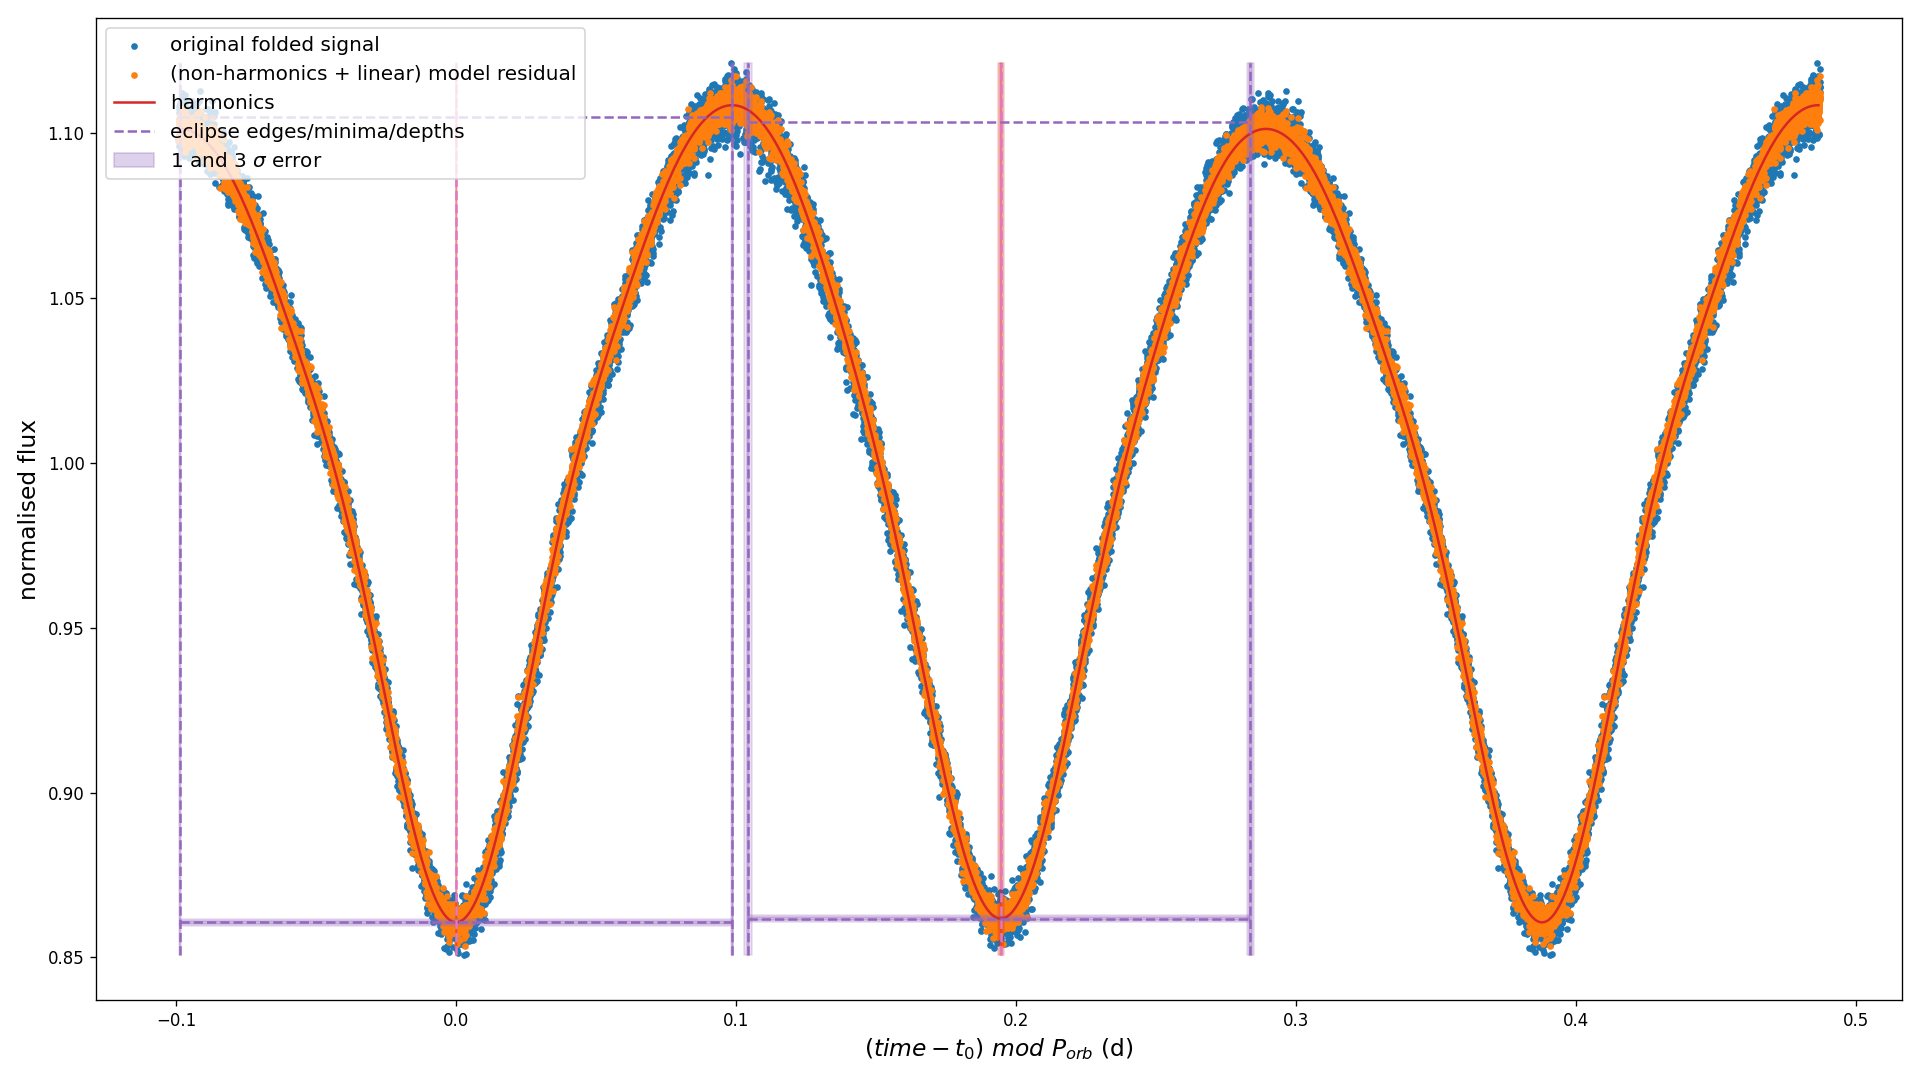 original folded signal
(non-harmonics + linear) model residual
harmonics
eclipse edges/minima/depths
1 and 3 σ error
normalised flux
1.10
1.05
1.00
0.95
0.90
0.85
−0.1
0.0
0.1
0.2
0.3
0.4
0.5
(time − t₀) mod Pₒᵣb (d)